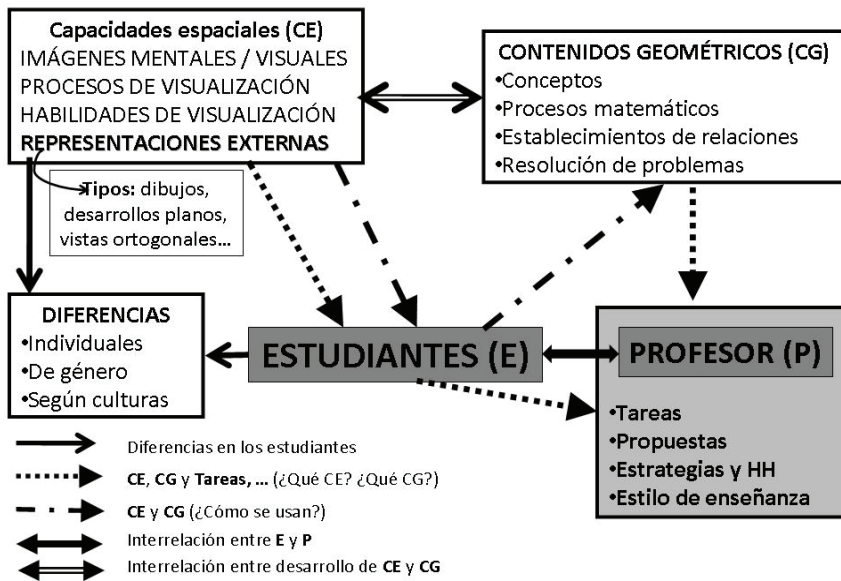 Capacidades espaciales (CE)
IMÁGENES MENTALES / VISUALES
PROCESOS DE VISUALIZACIÓN
HABILIDADES DE VISUALIZACIÓN
REPRESENTACIONES EXTERNAS
Tipos: dibujos,
desarrollos planos,
vistas ortogonales...
CONTENIDOS GEOMÉTRICOS (CG)
•Conceptos
•Procesos matemáticos
•Establecimientos de relaciones
•Resolución de problemas
DIFERENCIAS
•Individuales
•De género
•Según culturas
ESTUDIANTES (E)
PROFESOR (P)
•Tareas
•Propuestas
•Estrategias y HH
•Estilo de enseñanza
Diferencias en los estudiantes
CE, CG y Tareas, ... (¿Qué CE? ¿Qué CG?)
CE y CG (¿Cómo se usan?)
Interrelación entre E y P
Interrelación entre desarrollo de CE y CG